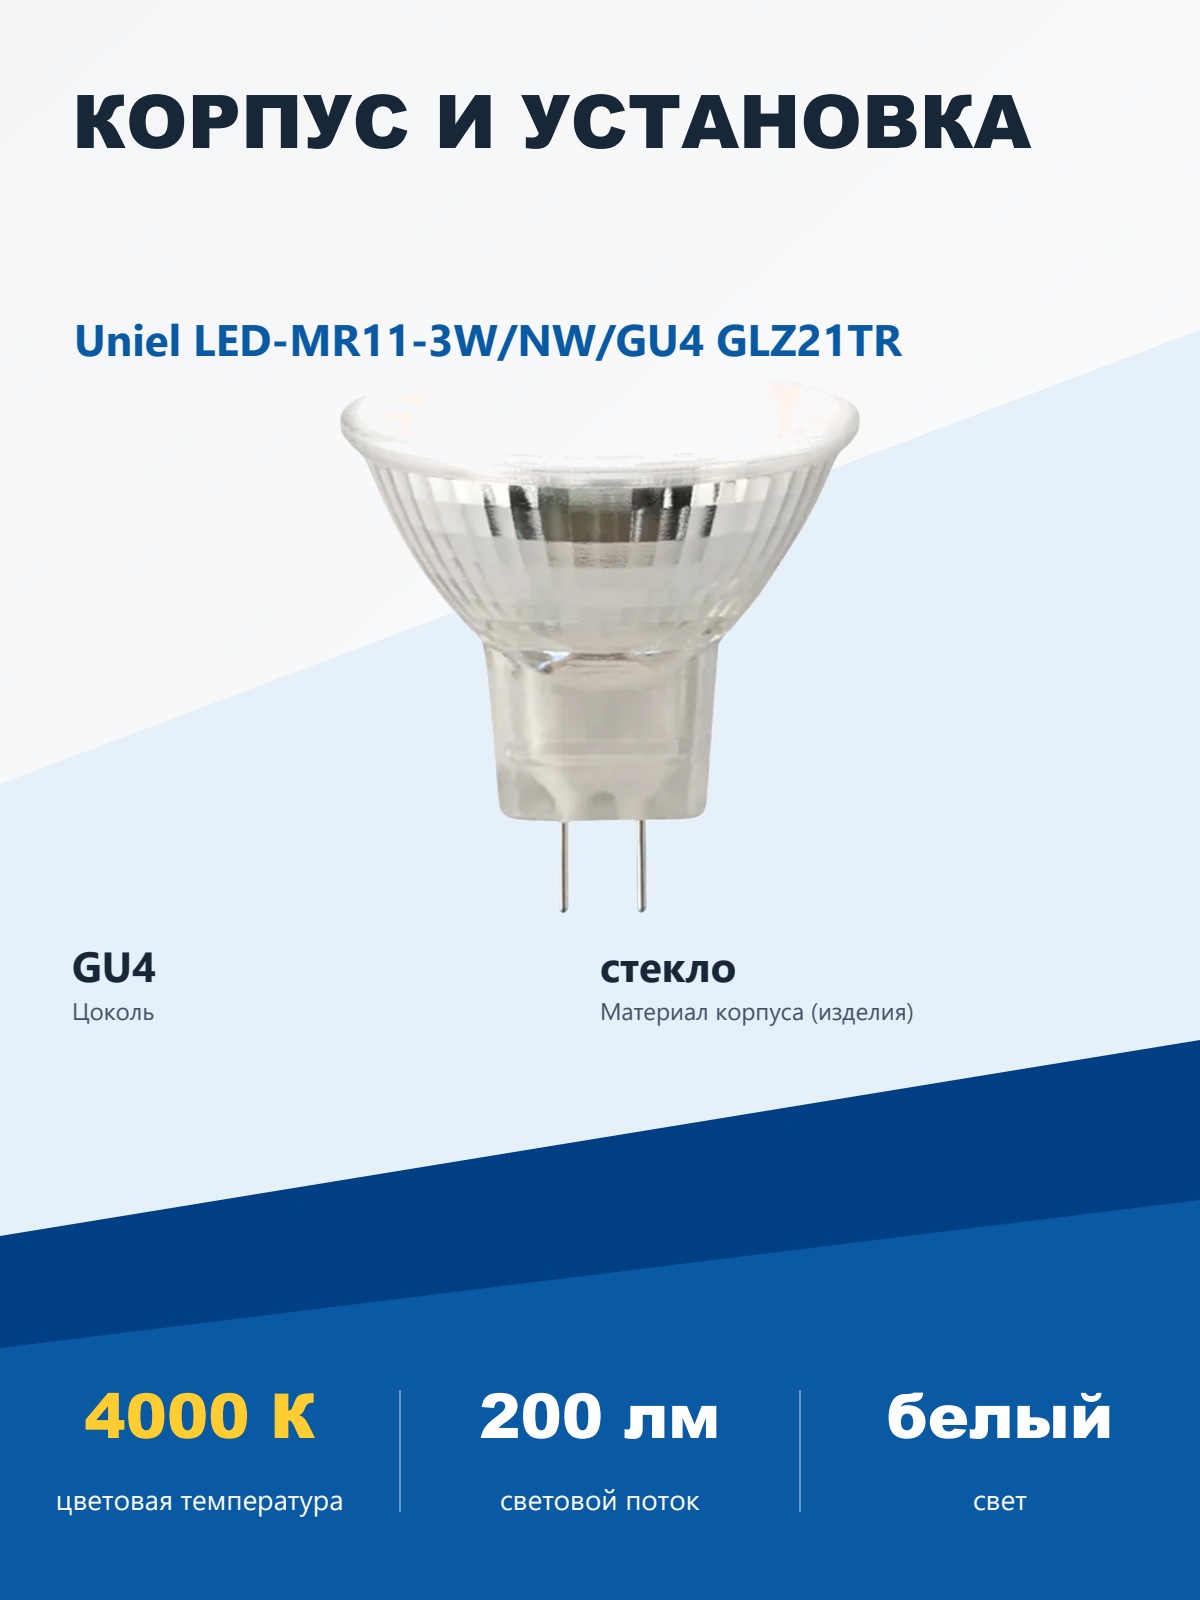 КОРПУС И УСТАНОВКА
Uniel LED-MR11-3W/NW/GU4 GLZ21TR
GU4
Цоколь
стекло
Материал корпуса (изделия)
4000 К
цветовая температура
200 лм
световой поток
белый
свет